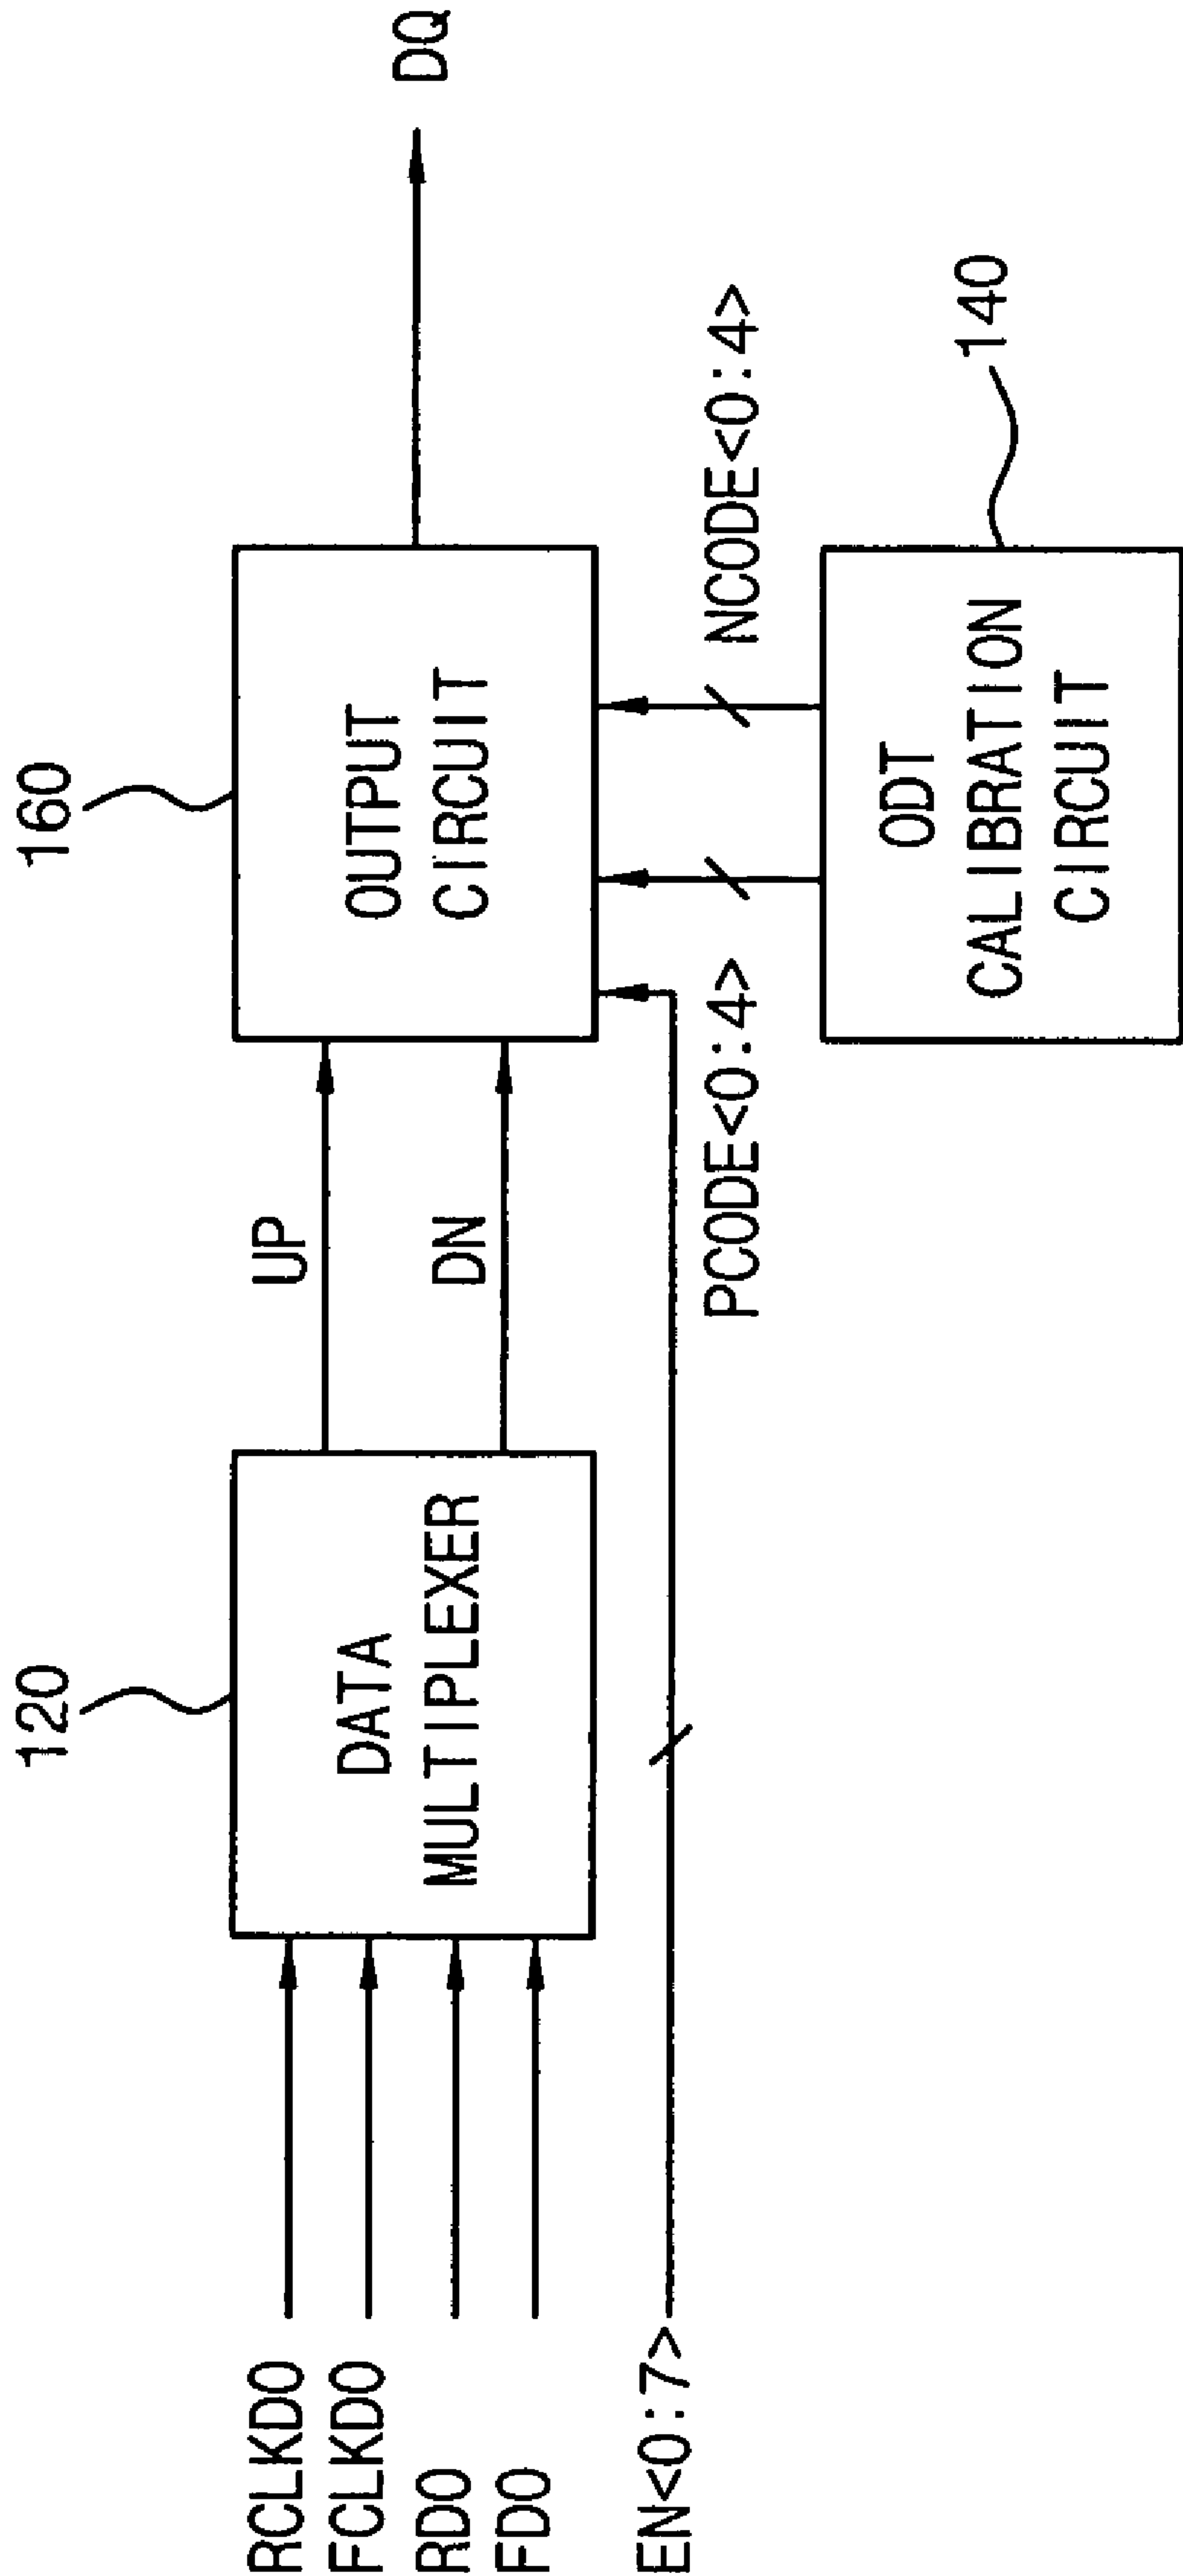 120
160
RCLKDO
FCLKDO
RDO
FDO
DATA
MULTIPLEXER
UP
DN
OUTPUT
CIRCUIT
DQ
EN<0:7>
PCODE<0:4>
NCODE<0:4>
ODT
CALIBRATION
CIRCUIT
140